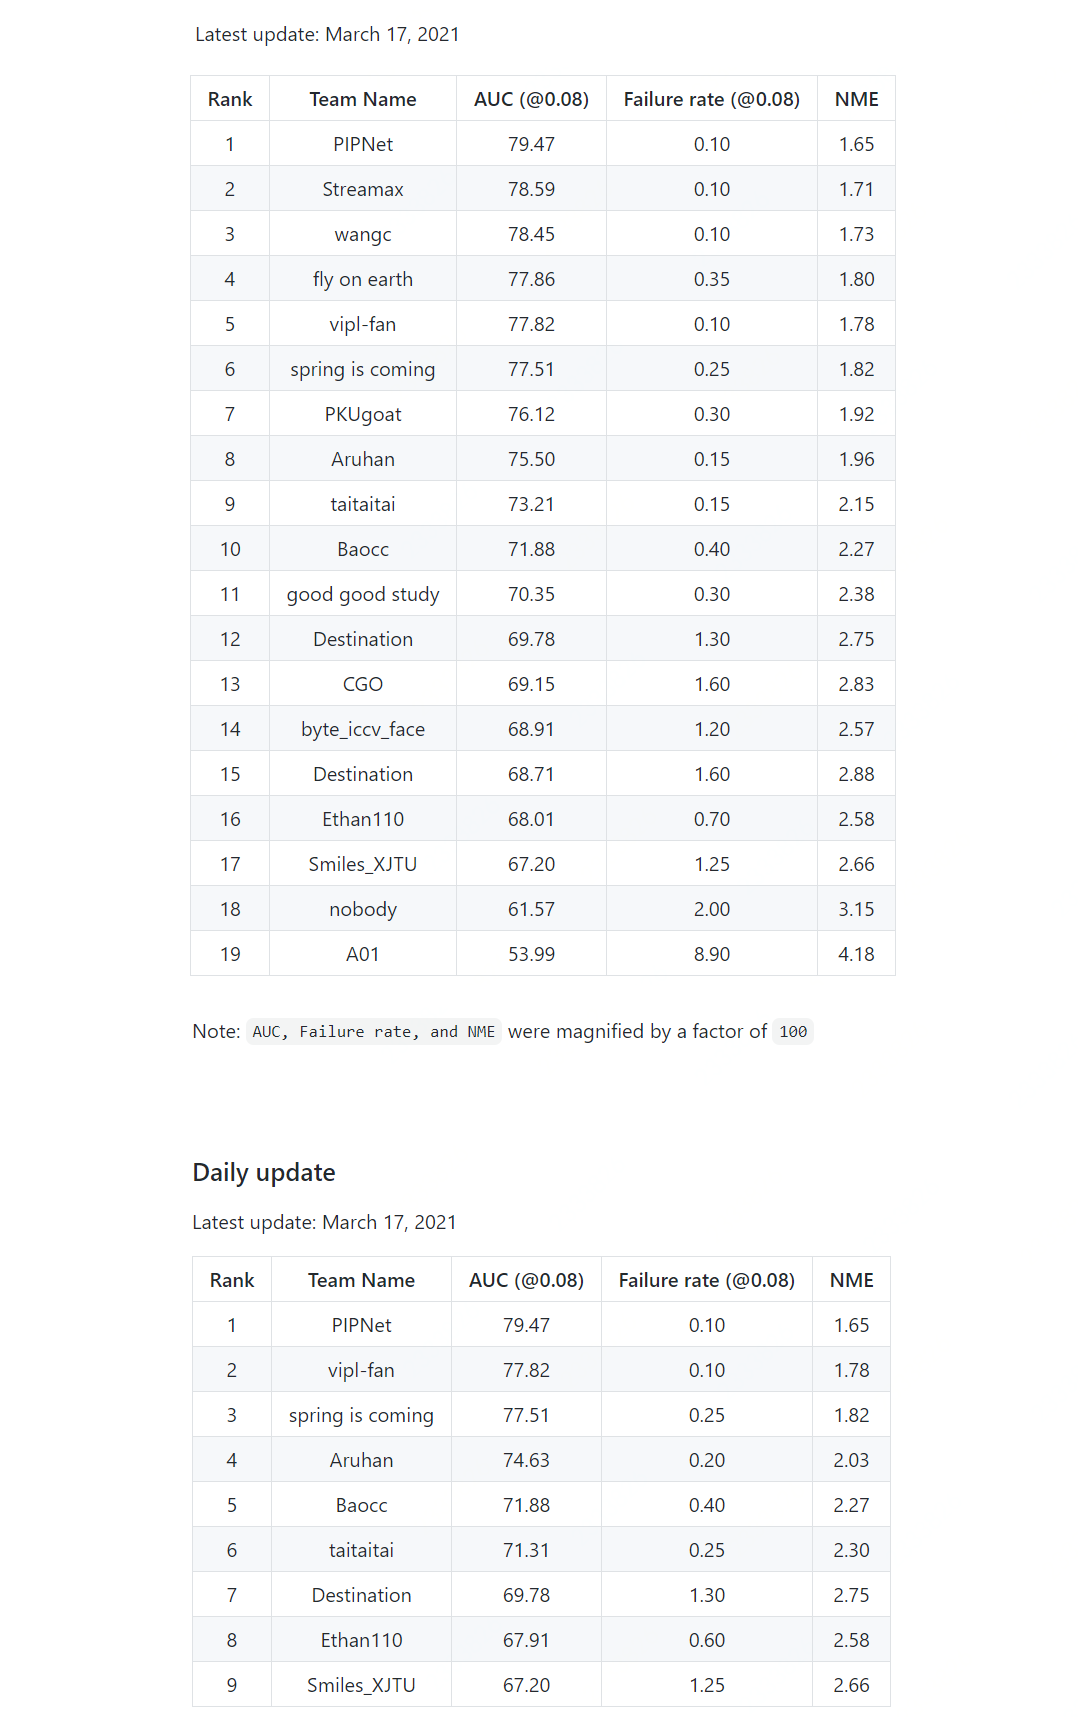 Latest update: March 17, 2021
Rank Team Name AUC (@0.08) Failure rate (@0.08) NME
1 PIPNet 79.47 0.10 1.65
2 Streamax 78.59 0.10 1.71
3 wangc 78.45 0.10 1.73
4 fly on earth 77.86 0.35 1.80
5 vipl-fan 77.82 0.10 1.78
6 spring is coming 77.51 0.25 1.82
7 PKUgoat 76.12 0.30 1.92
8 Aruhan 75.50 0.15 1.96
9 taitaitai 73.21 0.15 2.15
10 Baocc 71.88 0.40 2.27
11 good good study 70.35 0.30 2.38
12 Destination 69.78 1.30 2.75
13 CGO 69.15 1.60 2.83
14 byte_iccv_face 68.91 1.20 2.57
15 Destination 68.71 1.60 2.88
16 Ethan110 68.01 0.70 2.58
17 Smiles_XJTU 67.20 1.25 2.66
18 nobody 61.57 2.00 3.15
19 A01 53.99 8.90 4.18
Note: AUC, Failure rate, and NME were magnified by a factor of 100
Daily update
Latest update: March 17, 2021
Rank Team Name AUC (@0.08) Failure rate (@0.08) NME
1 PIPNet 79.47 0.10 1.65
2 vipl-fan 77.82 0.10 1.78
3 spring is coming 77.51 0.25 1.82
4 Aruhan 74.63 0.20 2.03
5 Baocc 71.88 0.40 2.27
6 taitaitai 71.31 0.25 2.30
7 Destination 69.78 1.30 2.75
8 Ethan110 67.91 0.60 2.58
9 Smiles_XJTU 67.20 1.25 2.66